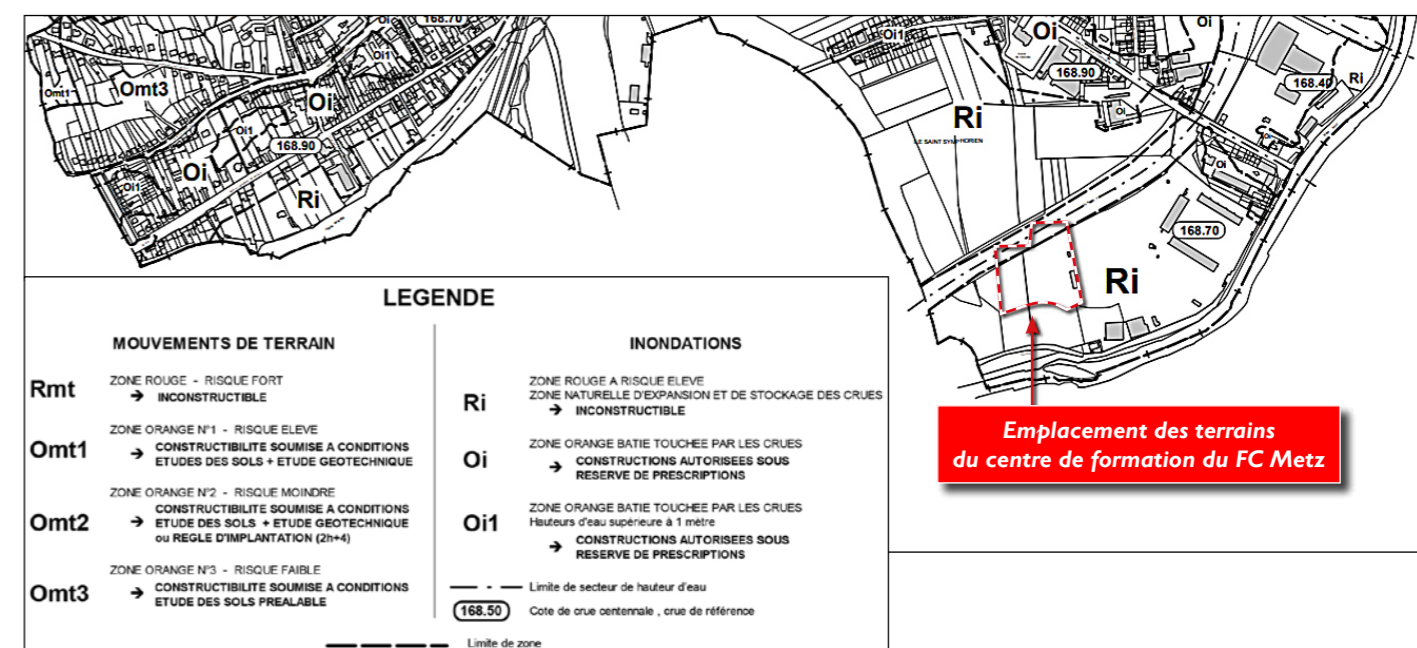 Oi
168.70
Oi1
Omt1
Omt3
Oi
Oi1
168.90
Oi
Oi1
Ri
Oi1
Oi
Oi
168.90
168.40
Ri
Oi
Ri
LE SAINT SYMPHORIEN
Oi
Oi
168.70
Ri
Emplacement des terrains
du centre de formation du FC Metz
LEGENDE
MOUVEMENTS DE TERRAIN
Rmt
ZONE ROUGE - RISQUE FORT
➔ INCONSTRUCTIBLE
Omt1
ZONE ORANGE N°1 - RISQUE ELEVE
➔ CONSTRUCTIBILITE SOUMISE A CONDITIONS
ETUDES DES SOLS + ETUDE GEOTECHNIQUE
Omt2
ZONE ORANGE N°2 - RISQUE MOINDRE
➔ CONSTRUCTIBILITE SOUMISE A CONDITIONS
ETUDE DES SOLS + ETUDE GEOTECHNIQUE
ou REGLE D'IMPLANTATION (2h+4)
Omt3
ZONE ORANGE N°3 - RISQUE FAIBLE
➔ CONSTRUCTIBILITE SOUMISE A CONDITIONS
ETUDE DES SOLS PREALABLE
INONDATIONS
Ri
ZONE ROUGE A RISQUE ELEVE
ZONE NATURELLE D'EXPANSION ET DE STOCKAGE DES CRUES
➔ INCONSTRUCTIBLE
Oi
ZONE ORANGE BATIE TOUCHEE PAR LES CRUES
➔ CONSTRUCTIONS AUTORISEES SOUS
RESERVE DE PRESCRIPTIONS
Oi1
ZONE ORANGE BATIE TOUCHEE PAR LES CRUES
Hauteurs d'eau supérieure à 1 mètre
➔ CONSTRUCTIONS AUTORISEES SOUS
RESERVE DE PRESCRIPTIONS
Limite de secteur de hauteur d'eau
168.50 Cote de crue centennale , crue de référence
Limite de zone